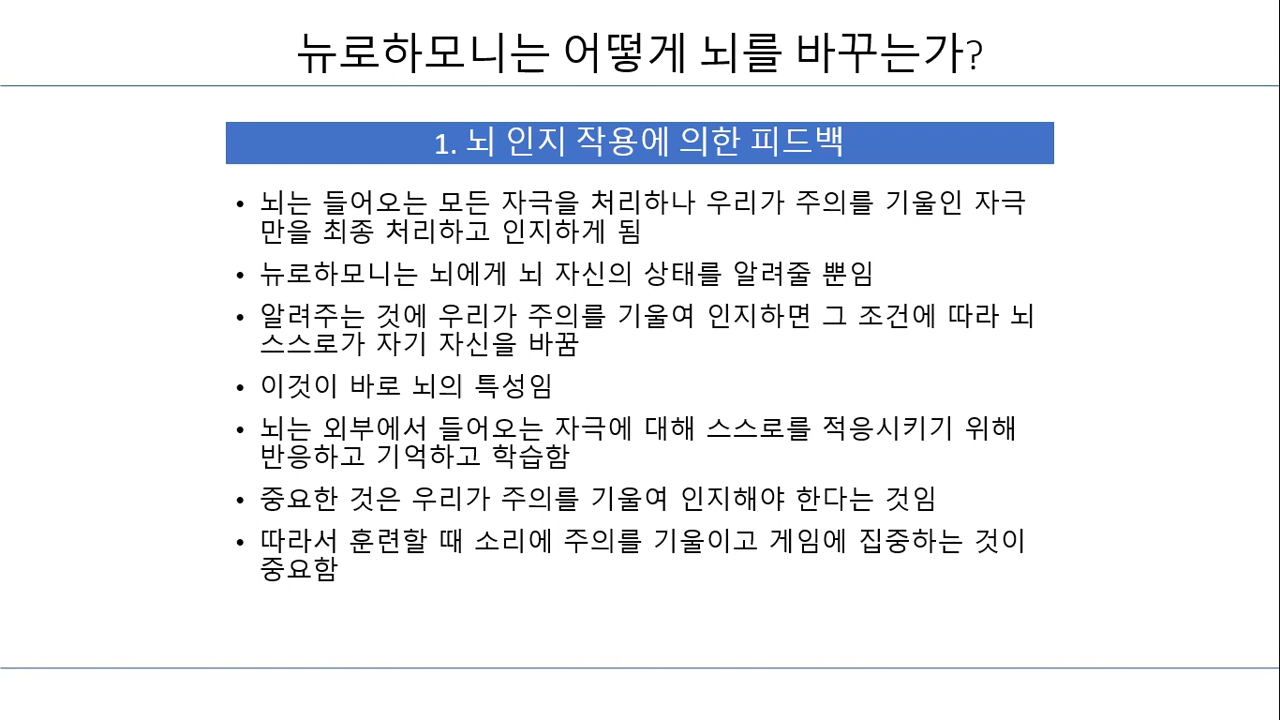 뉴로하모니는 어떻게 뇌를 바꾸는가?
1. 뇌 인지 작용에 의한 피드백
• 뇌는 들어오는 모든 자극을 처리하나 우리가 주의를 기울인 자극
만을 최종 처리하고 인지하게 됨
• 뉴로하모니는 뇌에게 뇌 자신의 상태를 알려줄 뿐임
• 알려주는 것에 우리가 주의를 기울여 인지하면 그 조건에 따라 뇌
스스로가 자기 자신을 바꿈
• 이것이 바로 뇌의 특성임
• 뇌는 외부에서 들어오는 자극에 대해 스스로를 적응시키기 위해
반응하고 기억하고 학습함
• 중요한 것은 우리가 주의를 기울여 인지해야 한다는 것임
• 따라서 훈련할 때 소리에 주의를 기울이고 게임에 집중하는 것이
중요함